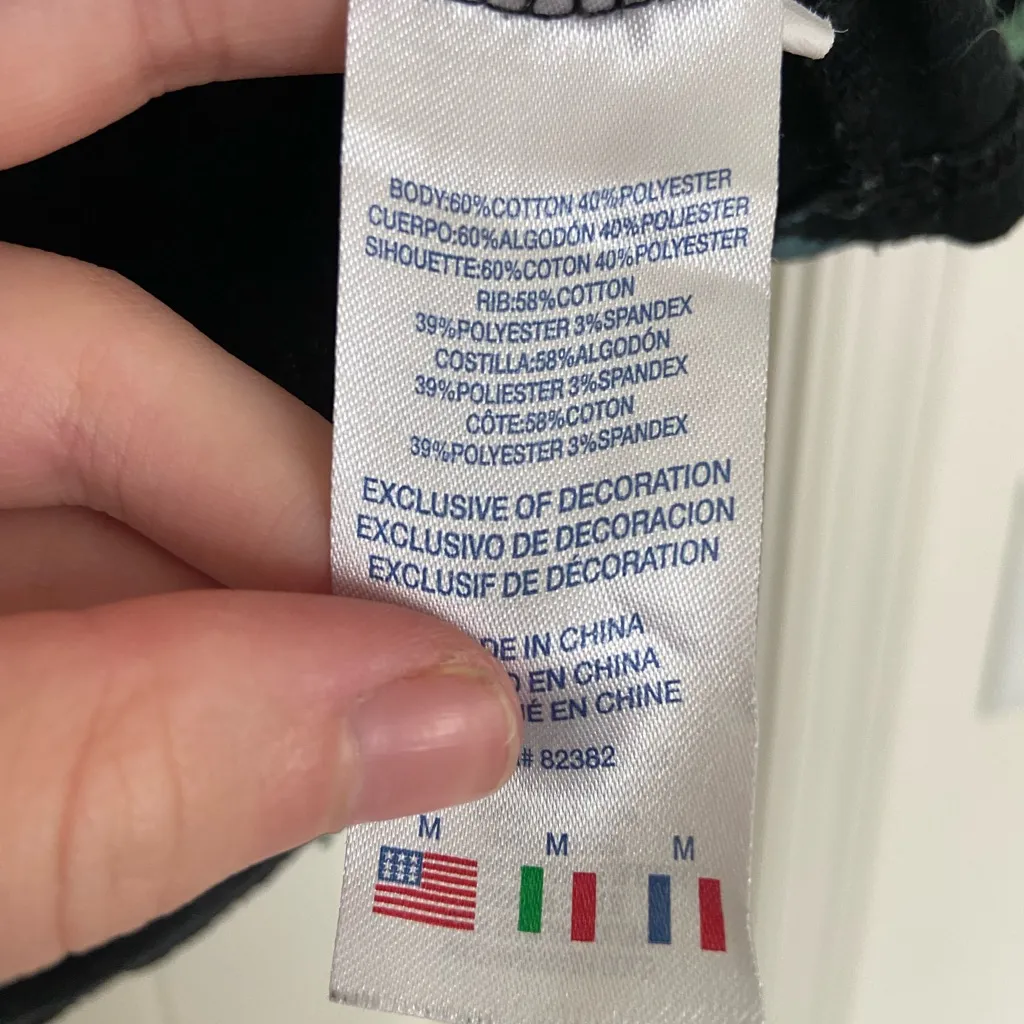 BODY:60%COTTON 40%POLYESTER
CUERPO:60%ALGODÓN 40%POLIESTER
SIHOUETTE:60%COTON 40%POLYESTER
RIB:58%COTTON
39%POLYESTER 3%SPANDEX
COSTILLA:58%ALGODÓN
39%POLIESTER 3%SPANDEX
CÔTE:58%COTON
39%POLYESTER 3%SPANDEX
EXCLUSIVE OF DECORATION
EXCLUSIVO DE DECORACION
EXCLUSIF DE DÉCORATION
IN CHINA
EN CHINA
EN CHINE
# 82382
M M M